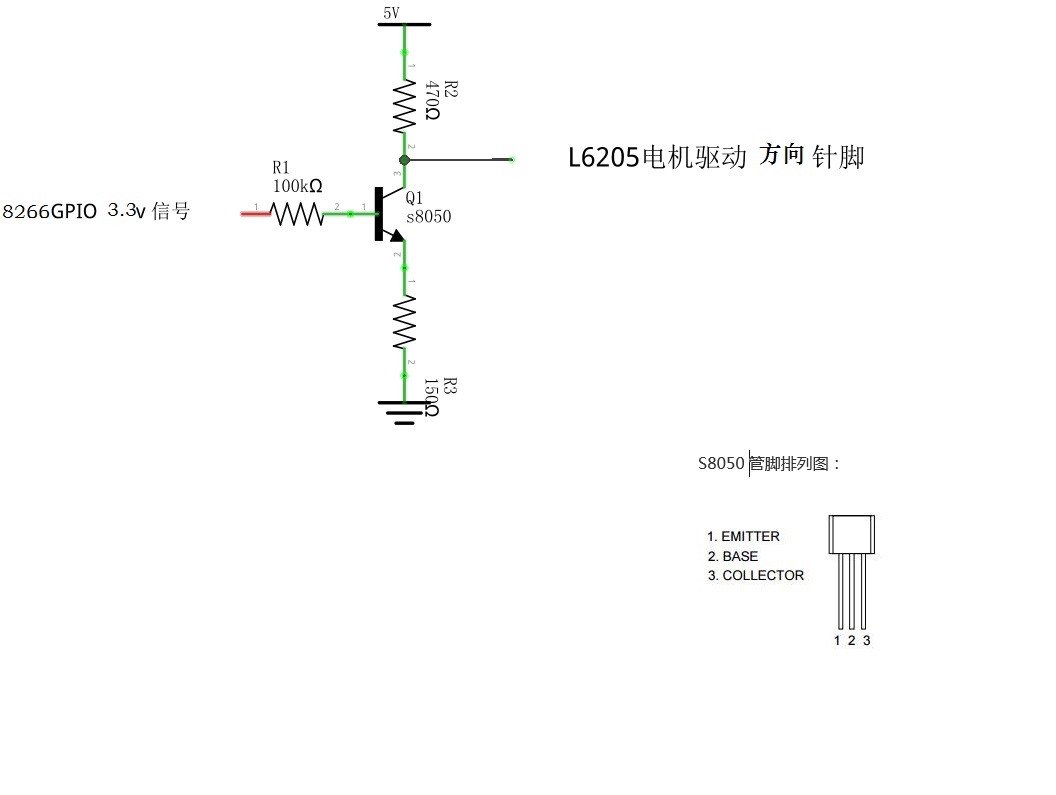 5V
1
R2
470Ω
2
L6205电机驱动 方向 针脚
3
R1
100kΩ
Q1
s8050
8266GPIO 3.3v 信号
1
2
1
2
1
2
R3
150Ω
S8050 管脚排列图：
1. EMITTER
2. BASE
3. COLLECTOR
1 2 3